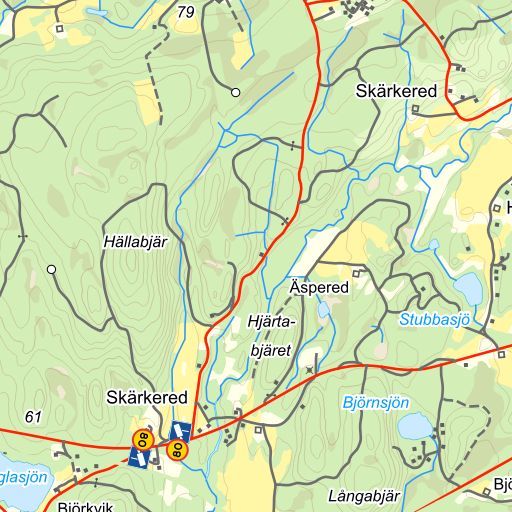 79
Skärkered
Hällabjär
Äspered
Stubbasjö
Hjärta-
bjäret
Skärkered
Björnsjön
61
80
80
glasjön
Långabjär
Björkvik
Bjö
H